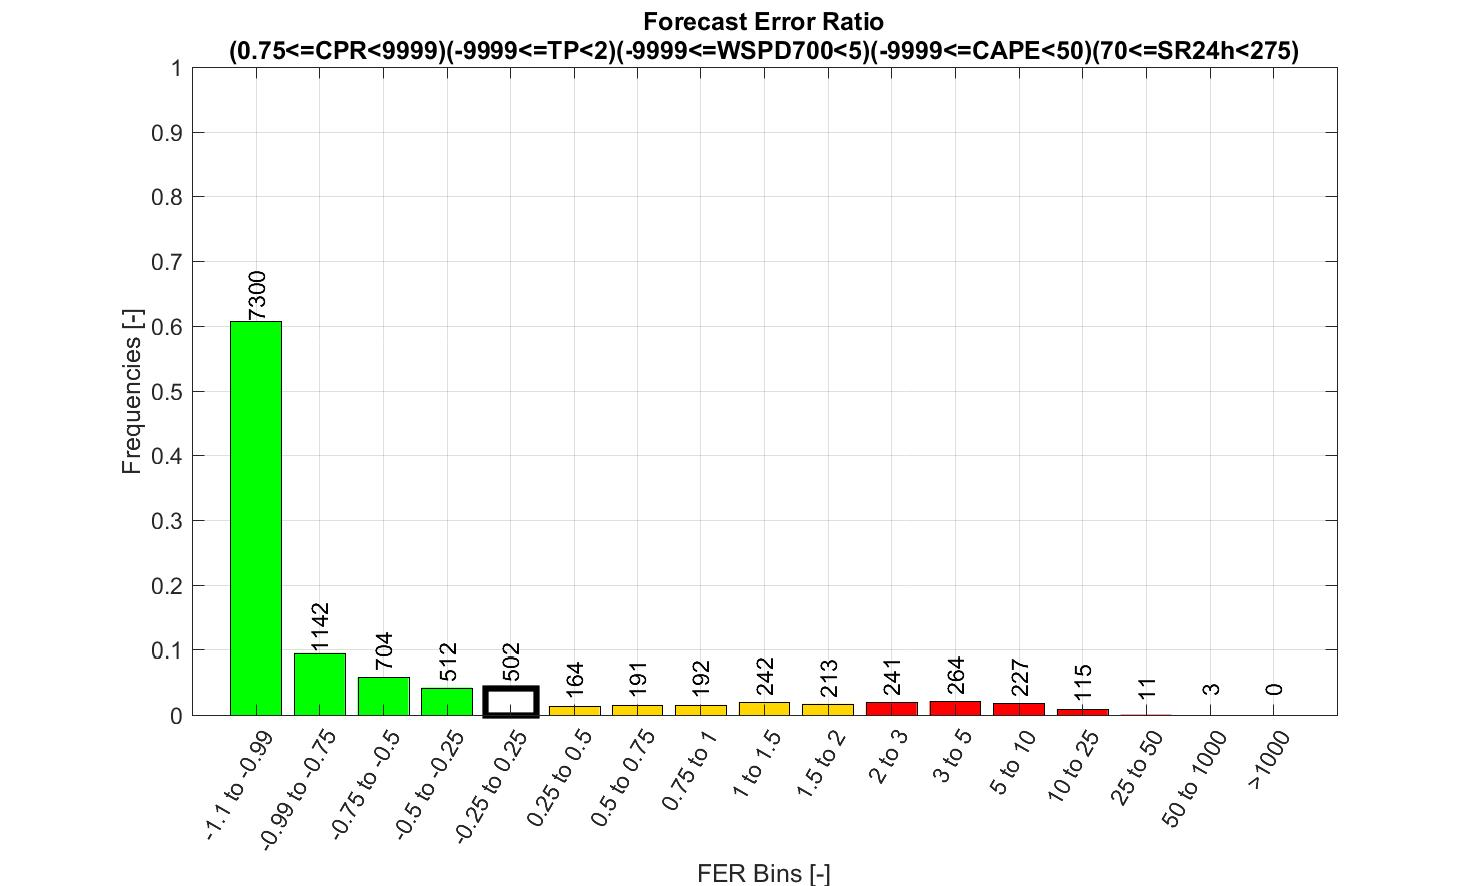 Forecast Error Ratio
(0.75<=CPR<9999)(-9999<=TP<2)(-9999<=WSPD700<5)(-9999<=CAPE<50)(70<=SR24h<275)
1
0.9
0.8
0.7
0.6
0.5
0.4
0.3
0.2
0.1
0
Frequencies [-]
7300
1142
704
512
502
164
191
192
242
213
241
264
227
115
11
3
0
-1.1 to -0.99
-0.99 to -0.75
-0.75 to -0.5
-0.5 to -0.25
-0.25 to 0.25
0.25 to 0.5
0.5 to 0.75
0.75 to 1
1 to 1.5
1.5 to 2
2 to 3
3 to 5
5 to 10
10 to 25
25 to 50
50 to 1000
>1000
FER Bins [-]